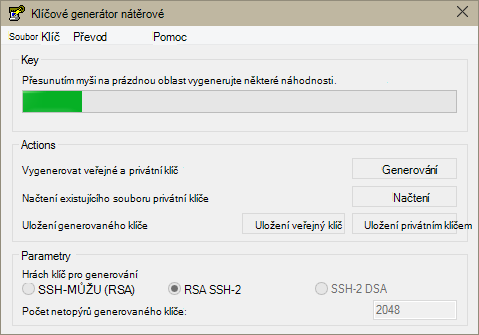 Klíčové generátor nátěrové
Soubor Klíč Převod Pomoc
Key
Přesunutím myši na prázdnou oblast vygenerujte některé náhodnosti.
Actions
Vygenerovat veřejné a privátní klíč Generování
Načtení existujícího souboru privátní klíče Načtení
Uložení generovaného klíče Uložení veřejný klíč Uložení privátním klíčem
Parametry
Hrách klíč pro generování
SSH-MŮŽU (RSA) RSA SSH-2 SSH-2 DSA
Počet netopýrů generovaného klíče: 2048